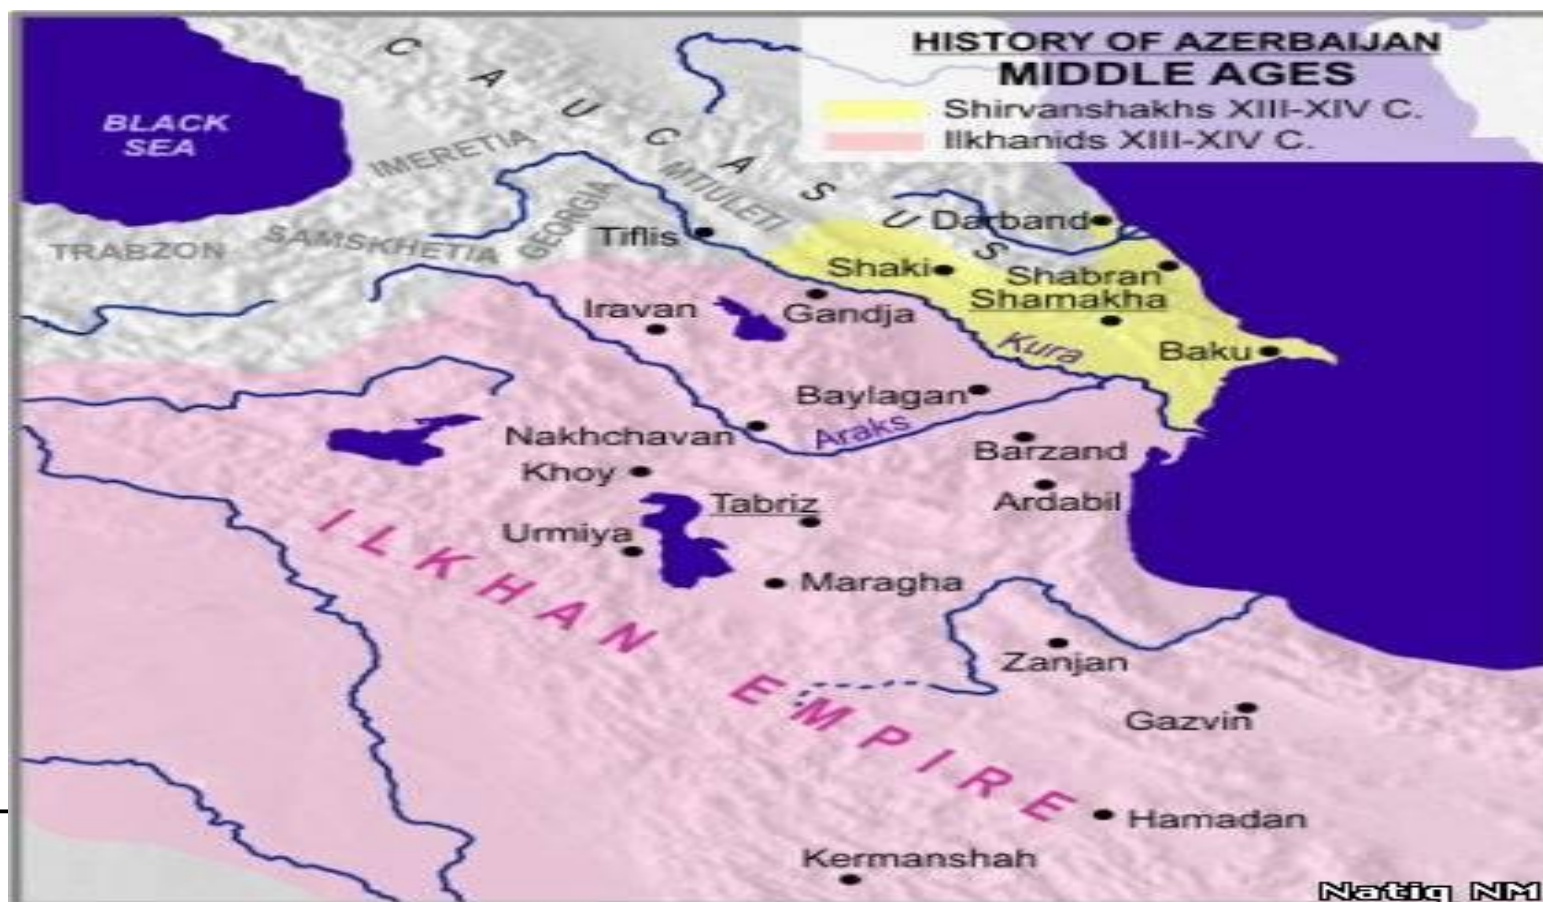 HISTORY OF AZERBAIJAN
MIDDLE AGES
Shirvanshakhs XIII-XIV C.
Ilkhanids XIII-XIV C.
CAUCASUS
BLACK
SEA
IMERETIA
MTIULETI
GEORGIA
SAMSKHETIA
TRABZON
Tiflis
Darband
Shaki
Shabran
Shamakha
Iravan
Gandja
Kura
Baku
Baylagan
Araks
Nakhchavan
Barzand
Khoy
Ardabil
Tabriz
Urmiya
Maragha
ILKHAN EMPIRE
Zanjan
Gazvin
Hamadan
Kermanshah
Natiq NM